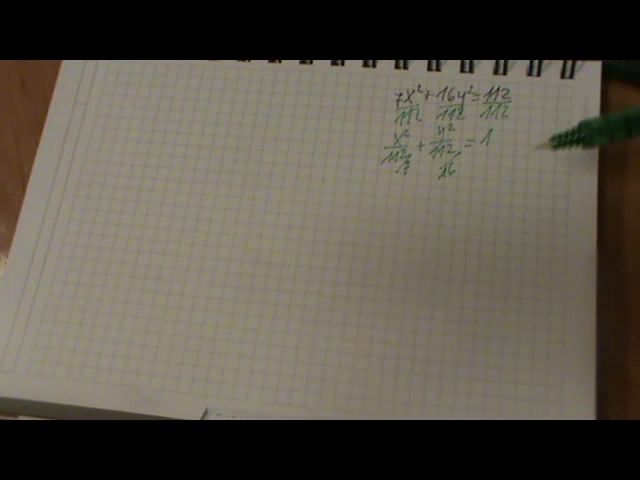 7x² + 16y² = 112
112 112 112
x² + y² = 1
112 112
7 16